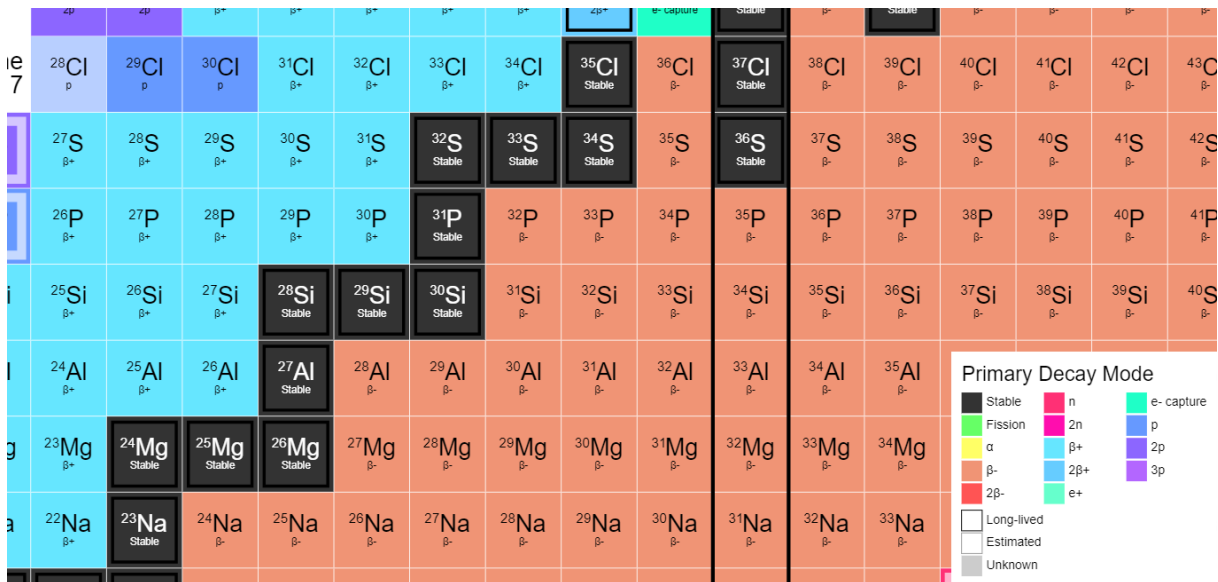 2p 2p β+ β+ β+ β+ 2β+ e- capture Stable β- Stable β- β- β- β-
28Cl 29Cl 30Cl 31Cl 32Cl 33Cl 34Cl 35Cl 36Cl 37Cl 38Cl 39Cl 40Cl 41Cl 42Cl 43C
7 p p p β+ β+ β+ β+ Stable β- Stable β- β- β- β- β- β-
27S 28S 29S 30S 31S 32S 33S 34S 35S 36S 37S 38S 39S 40S 41S 42S
β+ β+ β+ β+ β+ Stable Stable Stable β- Stable β- β- β- β- β- β-
26P 27P 28P 29P 30P 31P 32P 33P 34P 35P 36P 37P 38P 39P 40P 41P
β+ β+ β+ β+ β+ Stable β- β- β- β- β- β- β- β- β- β-
25Si 26Si 27Si 28Si 29Si 30Si 31Si 32Si 33Si 34Si 35Si 36Si 37Si 38Si 39Si 40S
β+ β+ β+ Stable Stable Stable β- β- β- β- β- β- β- β- β- β-
24Al 25Al 26Al 27Al 28Al 29Al 30Al 31Al 32Al 33Al 34Al 35Al
β+ β+ β+ Stable β- β- β- β- β- β- β- β-
23Mg 24Mg 25Mg 26Mg 27Mg 28Mg 29Mg 30Mg 31Mg 32Mg 33Mg 34Mg
β+ Stable Stable Stable β- β- β- β- β- β- β- β-
22Na 23Na 24Na 25Na 26Na 27Na 28Na 29Na 30Na 31Na 32Na 33Na
β+ Stable β- β- β- β- β- β- β- β- β- β-
Primary Decay Mode
Stable n e- capture
Fission 2n p
α β+ 2p
β- 2β+ 3p
2β- e+
Long-lived
Estimated
Unknown